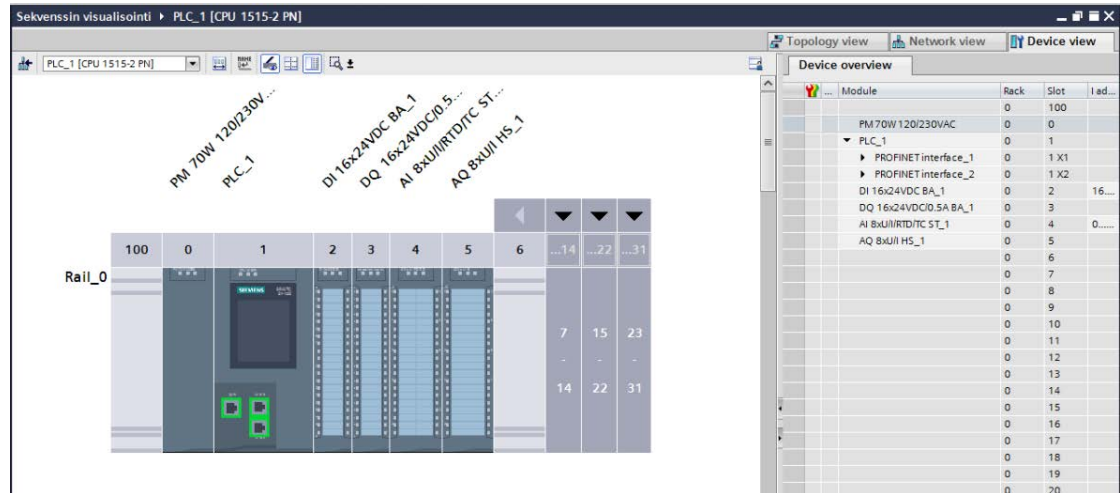 Sekvenssin visualisointi ▸ PLC_1 [CPU 1515-2 PN]
Topology view Network view Device view
PLC_1 [CPU 1515-2 PN]
Device overview
PM 70W 120/230V...
PLC_1
DI 16x24VDC BA_1
DQ 16x24VDC/0.5...
AI 8xU/I/RTD/TC ST...
AQ 8xU/I HS_1
100 0 1 2 3 4 5 6 ...14 ...22 ...31
Rail_0
SIEMENS
7 15 23
- - -
14 22 31
... Module Rack Slot I ad...
0 100
PM 70W 120/230VAC 0 0
PLC_1 0 1
PROFINET interface_1 0 1 X1
PROFINET interface_2 0 1 X2
DI 16x24VDC BA_1 0 2 16....
DQ 16x24VDC/0.5A BA_1 0 3
AI 8xU/I/RTD/TC ST_1 0 4 0......
AQ 8xU/I HS_1 0 5
0 6
0 7
0 8
0 9
0 10
0 11
0 12
0 13
0 14
0 15
0 16
0 17
0 18
0 19
0 20